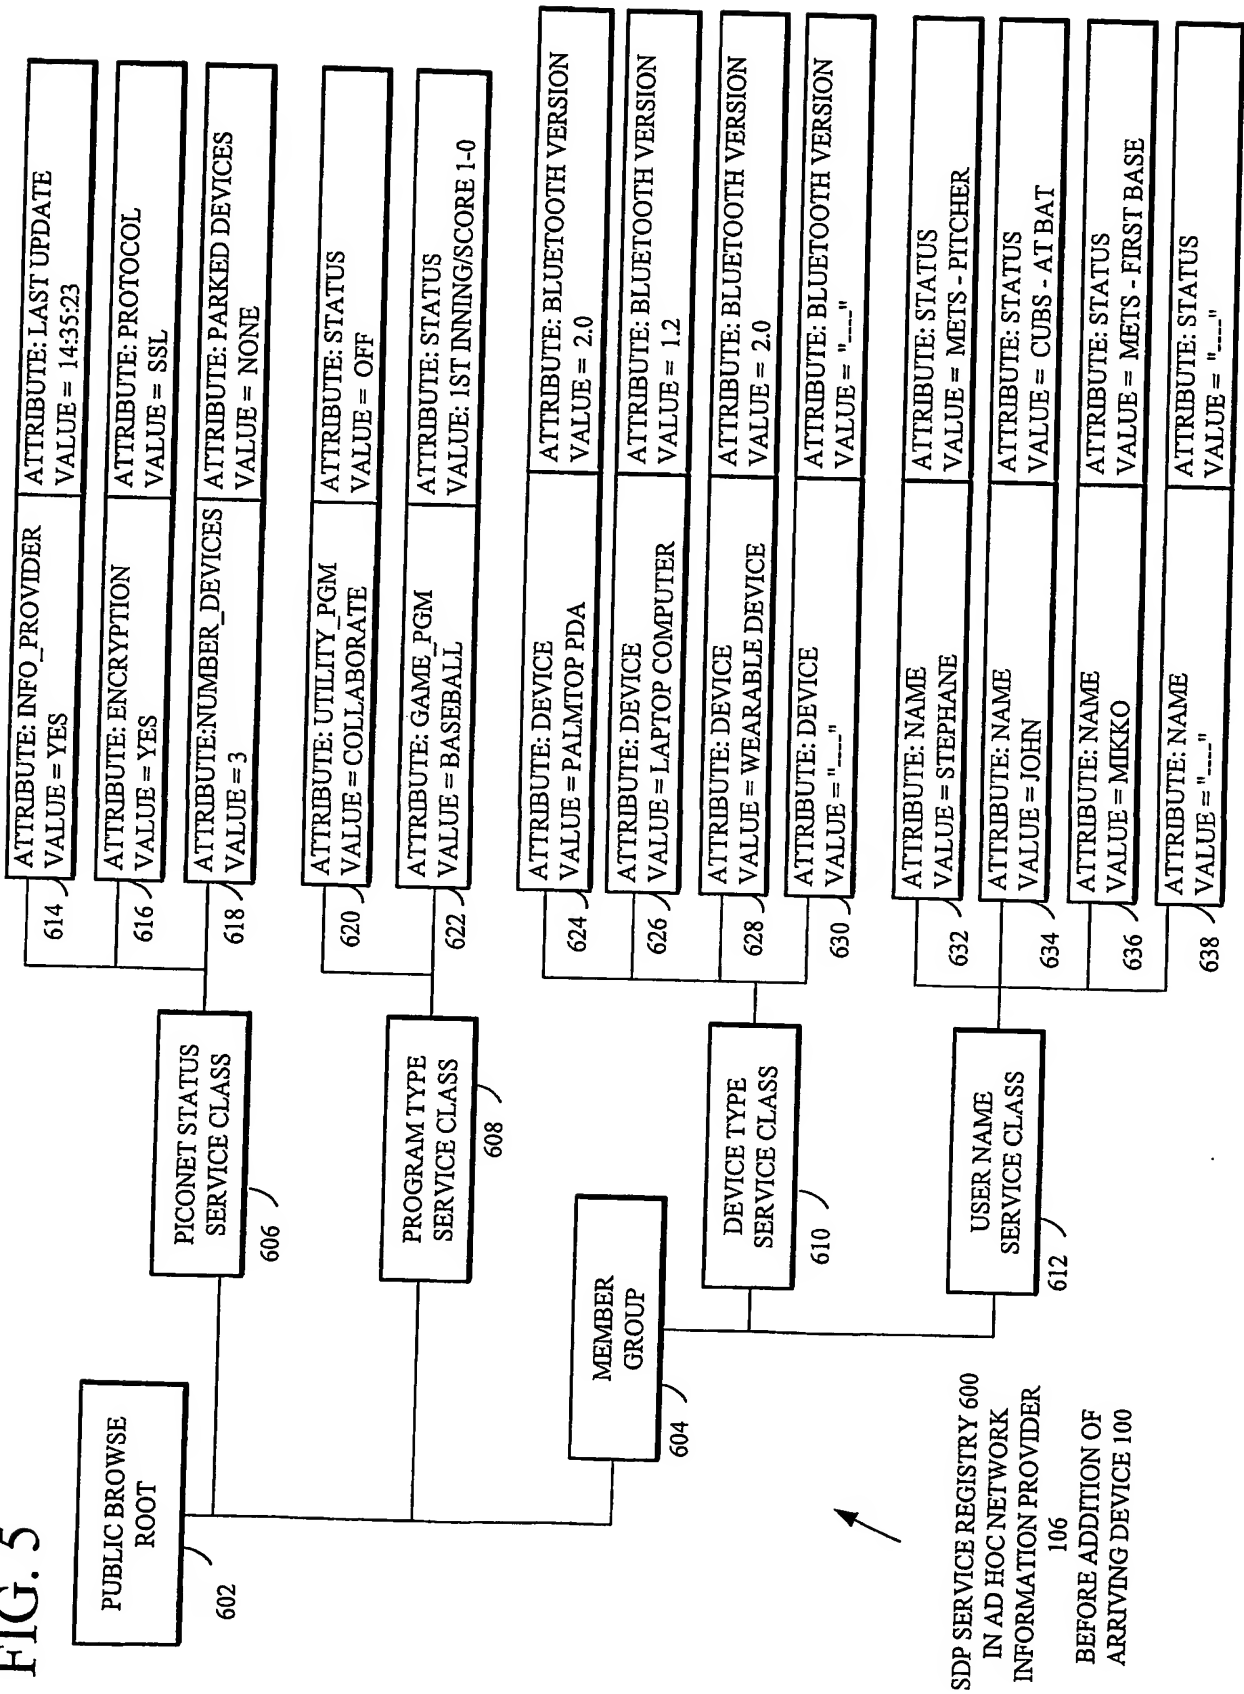 FIG. 5
PUBLIC BROWSE
ROOT
602
PICONET STATUS
SERVICE CLASS
606
ATTRIBUTE: INFO_PROVIDER
VALUE = YES
ATTRIBUTE: LAST UPDATE
VALUE = 14:35:23
614
ATTRIBUTE: ENCRYPTION
VALUE = YES
ATTRIBUTE: PROTOCOL
VALUE = SSL
616
ATTRIBUTE:NUMBER_DEVICES
VALUE = 3
ATTRIBUTE: PARKED DEVICES
VALUE = NONE
618
PROGRAM TYPE
SERVICE CLASS
608
ATTRIBUTE: UTILITY_PGM
VALUE = COLLABORATE
ATTRIBUTE: STATUS
VALUE = OFF
620
ATTRIBUTE: GAME_PGM
VALUE = BASEBALL
ATTRIBUTE: STATUS
VALUE: 1ST INNING/SCORE 1-0
622
MEMBER
GROUP
604
DEVICE TYPE
SERVICE CLASS
610
ATTRIBUTE: DEVICE
VALUE = PALMTOP PDA
ATTRIBUTE: BLUETOOTH VERSION
VALUE = 2.0
624
ATTRIBUTE: DEVICE
VALUE = LAPTOP COMPUTER
ATTRIBUTE: BLUETOOTH VERSION
VALUE = 1.2
626
ATTRIBUTE: DEVICE
VALUE = WEARABLE DEVICE
ATTRIBUTE: BLUETOOTH VERSION
VALUE = 2.0
628
ATTRIBUTE: DEVICE
VALUE = "----"
ATTRIBUTE: BLUETOOTH VERSION
VALUE = "----"
630
USER NAME
SERVICE CLASS
612
ATTRIBUTE: NAME
VALUE = STEPHANE
ATTRIBUTE: STATUS
VALUE = METS - PITCHER
632
ATTRIBUTE: NAME
VALUE = JOHN
ATTRIBUTE: STATUS
VALUE = CUBS - AT BAT
634
ATTRIBUTE: NAME
VALUE = MIKKO
ATTRIBUTE: STATUS
VALUE = METS - FIRST BASE
636
ATTRIBUTE: NAME
VALUE = "----"
ATTRIBUTE: STATUS
VALUE = "----"
638
SDP SERVICE REGISTRY 600
IN AD HOC NETWORK
INFORMATION PROVIDER
106
BEFORE ADDITION OF
ARRIVING DEVICE 100